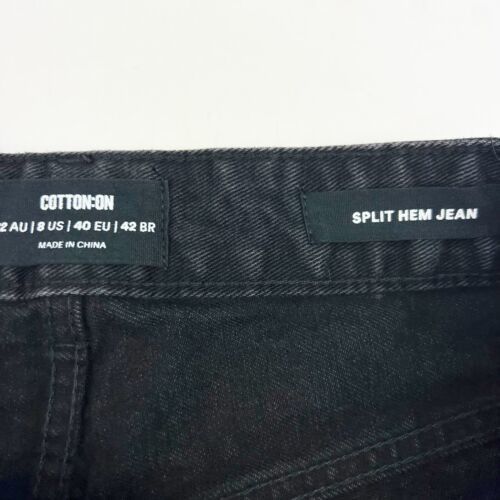 COTTON:ON
2 AU | 8 US | 40 EU | 42 BR
MADE IN CHINA
SPLIT HEM JEAN